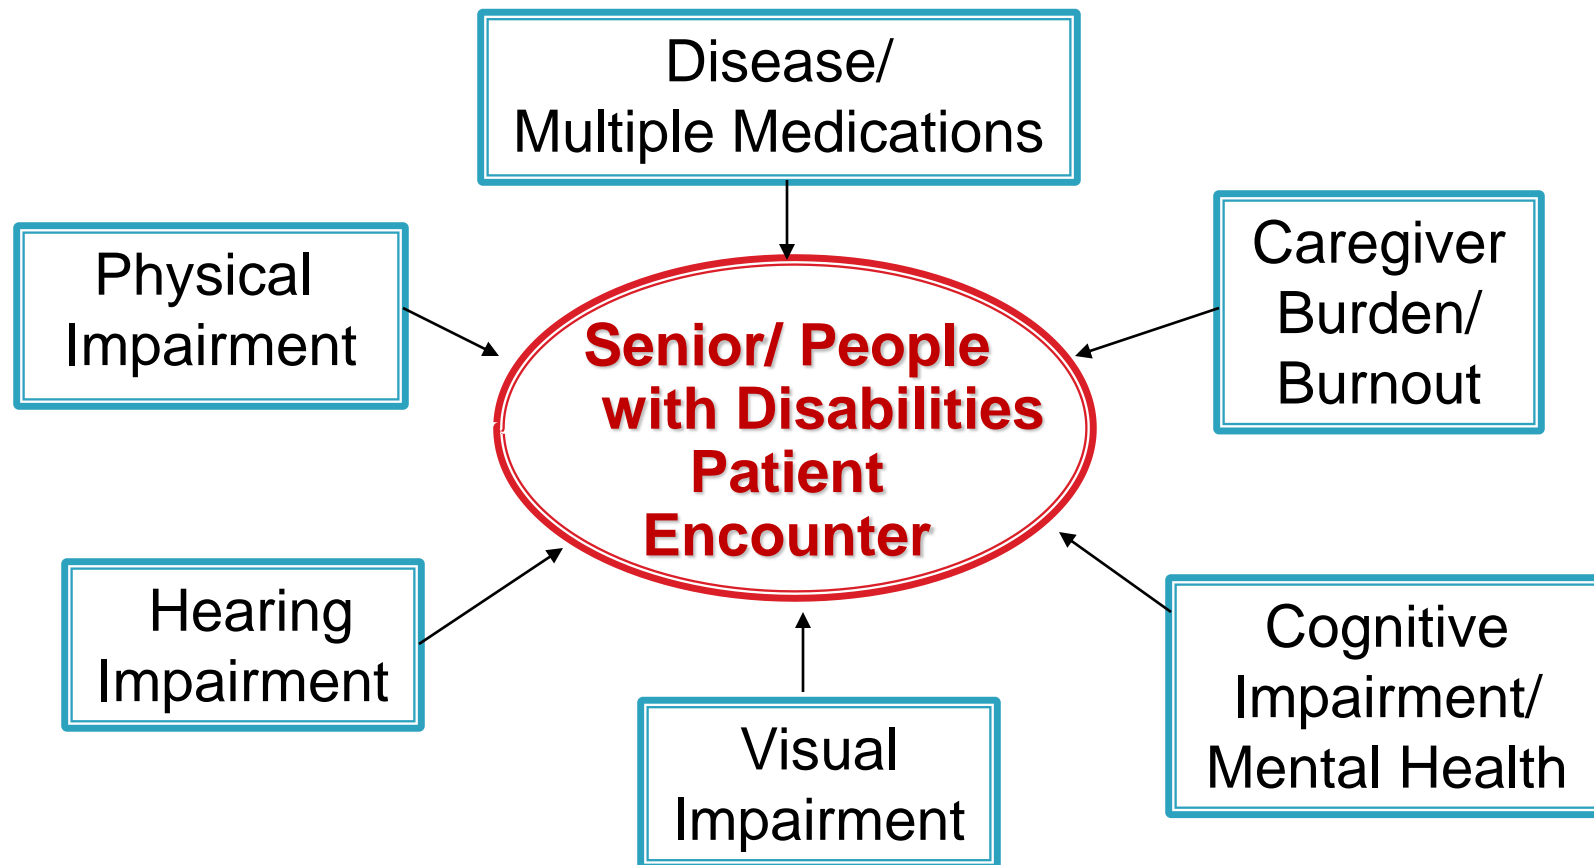 Disease/
Multiple Medications
Physical
Impairment
Caregiver
Burden/
Burnout
Senior/ People
with Disabilities
Patient
Encounter
Hearing
Impairment
Cognitive
Impairment/
Mental Health
Visual
Impairment